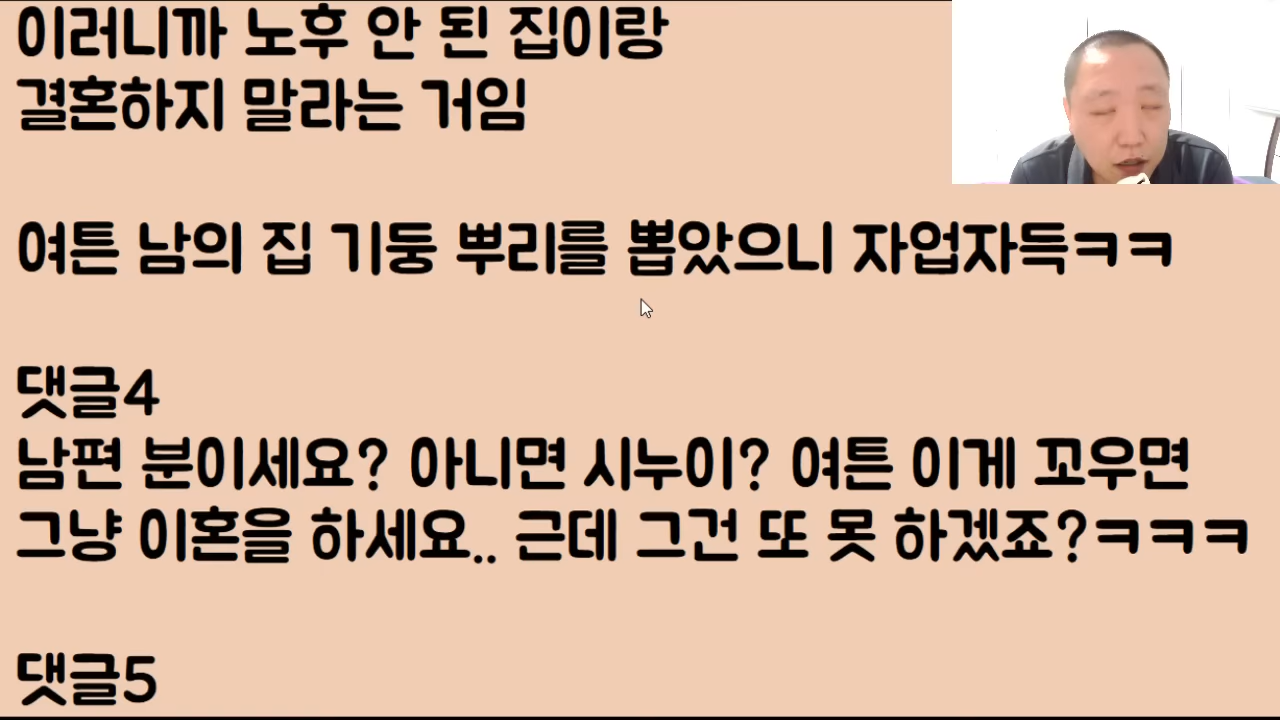 이러니까 노후 안 된 집이랑
결혼하지 말라는 거임
여튼 남의 집 기둥 뿌리를 뽑았으니 자업자득ㅋㅋ
댓글4
남편 분이세요? 아니면 시누이? 여튼 이게 꼬우면
그냥 이혼을 하세요.. 근데 그건 또 못 하겠죠?ㅋㅋㅋ
댓글5